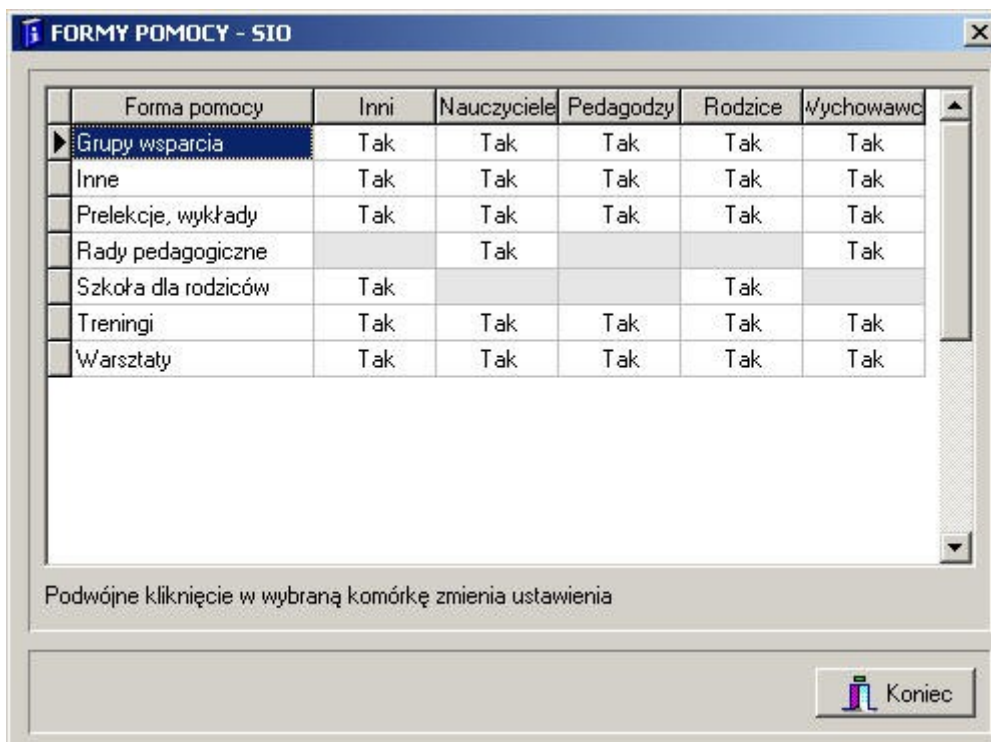 FORMY POMOCY - SIO
Forma pomocy Inni Nauczyciele Pedagodzy Rodzice Wychowawc
Grupy wsparcia Tak Tak Tak Tak Tak
Inne Tak Tak Tak Tak Tak
Prelekcje, wykłady Tak Tak Tak Tak Tak
Rady pedagogiczne Tak Tak
Szkoła dla rodziców Tak Tak
Treningi Tak Tak Tak Tak Tak
Warsztaty Tak Tak Tak Tak Tak
Podwójne kliknięcie w wybraną komórkę zmienia ustawienia
Koniec